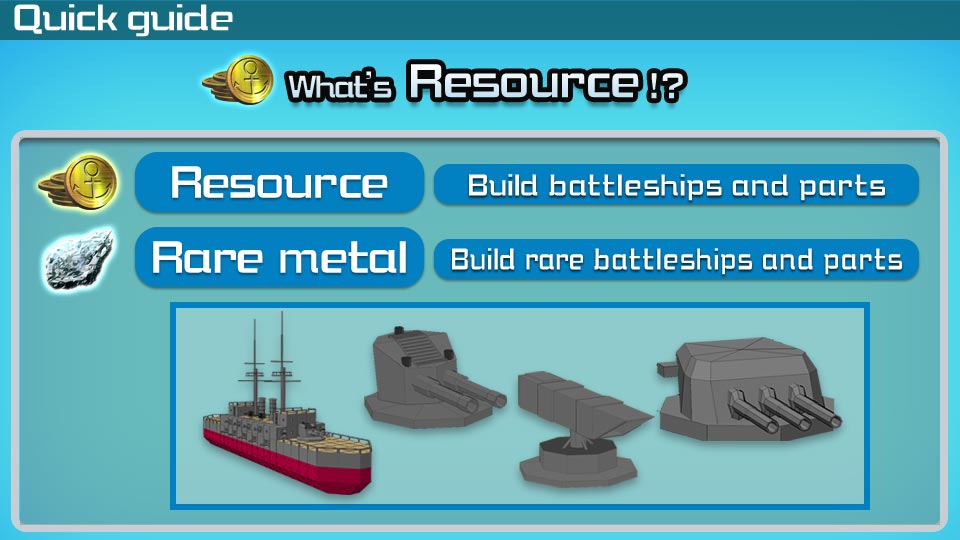 Quick guide
What's Resource!?
Resource
Build battleships and parts
Rare metal
Build rare battleships and parts